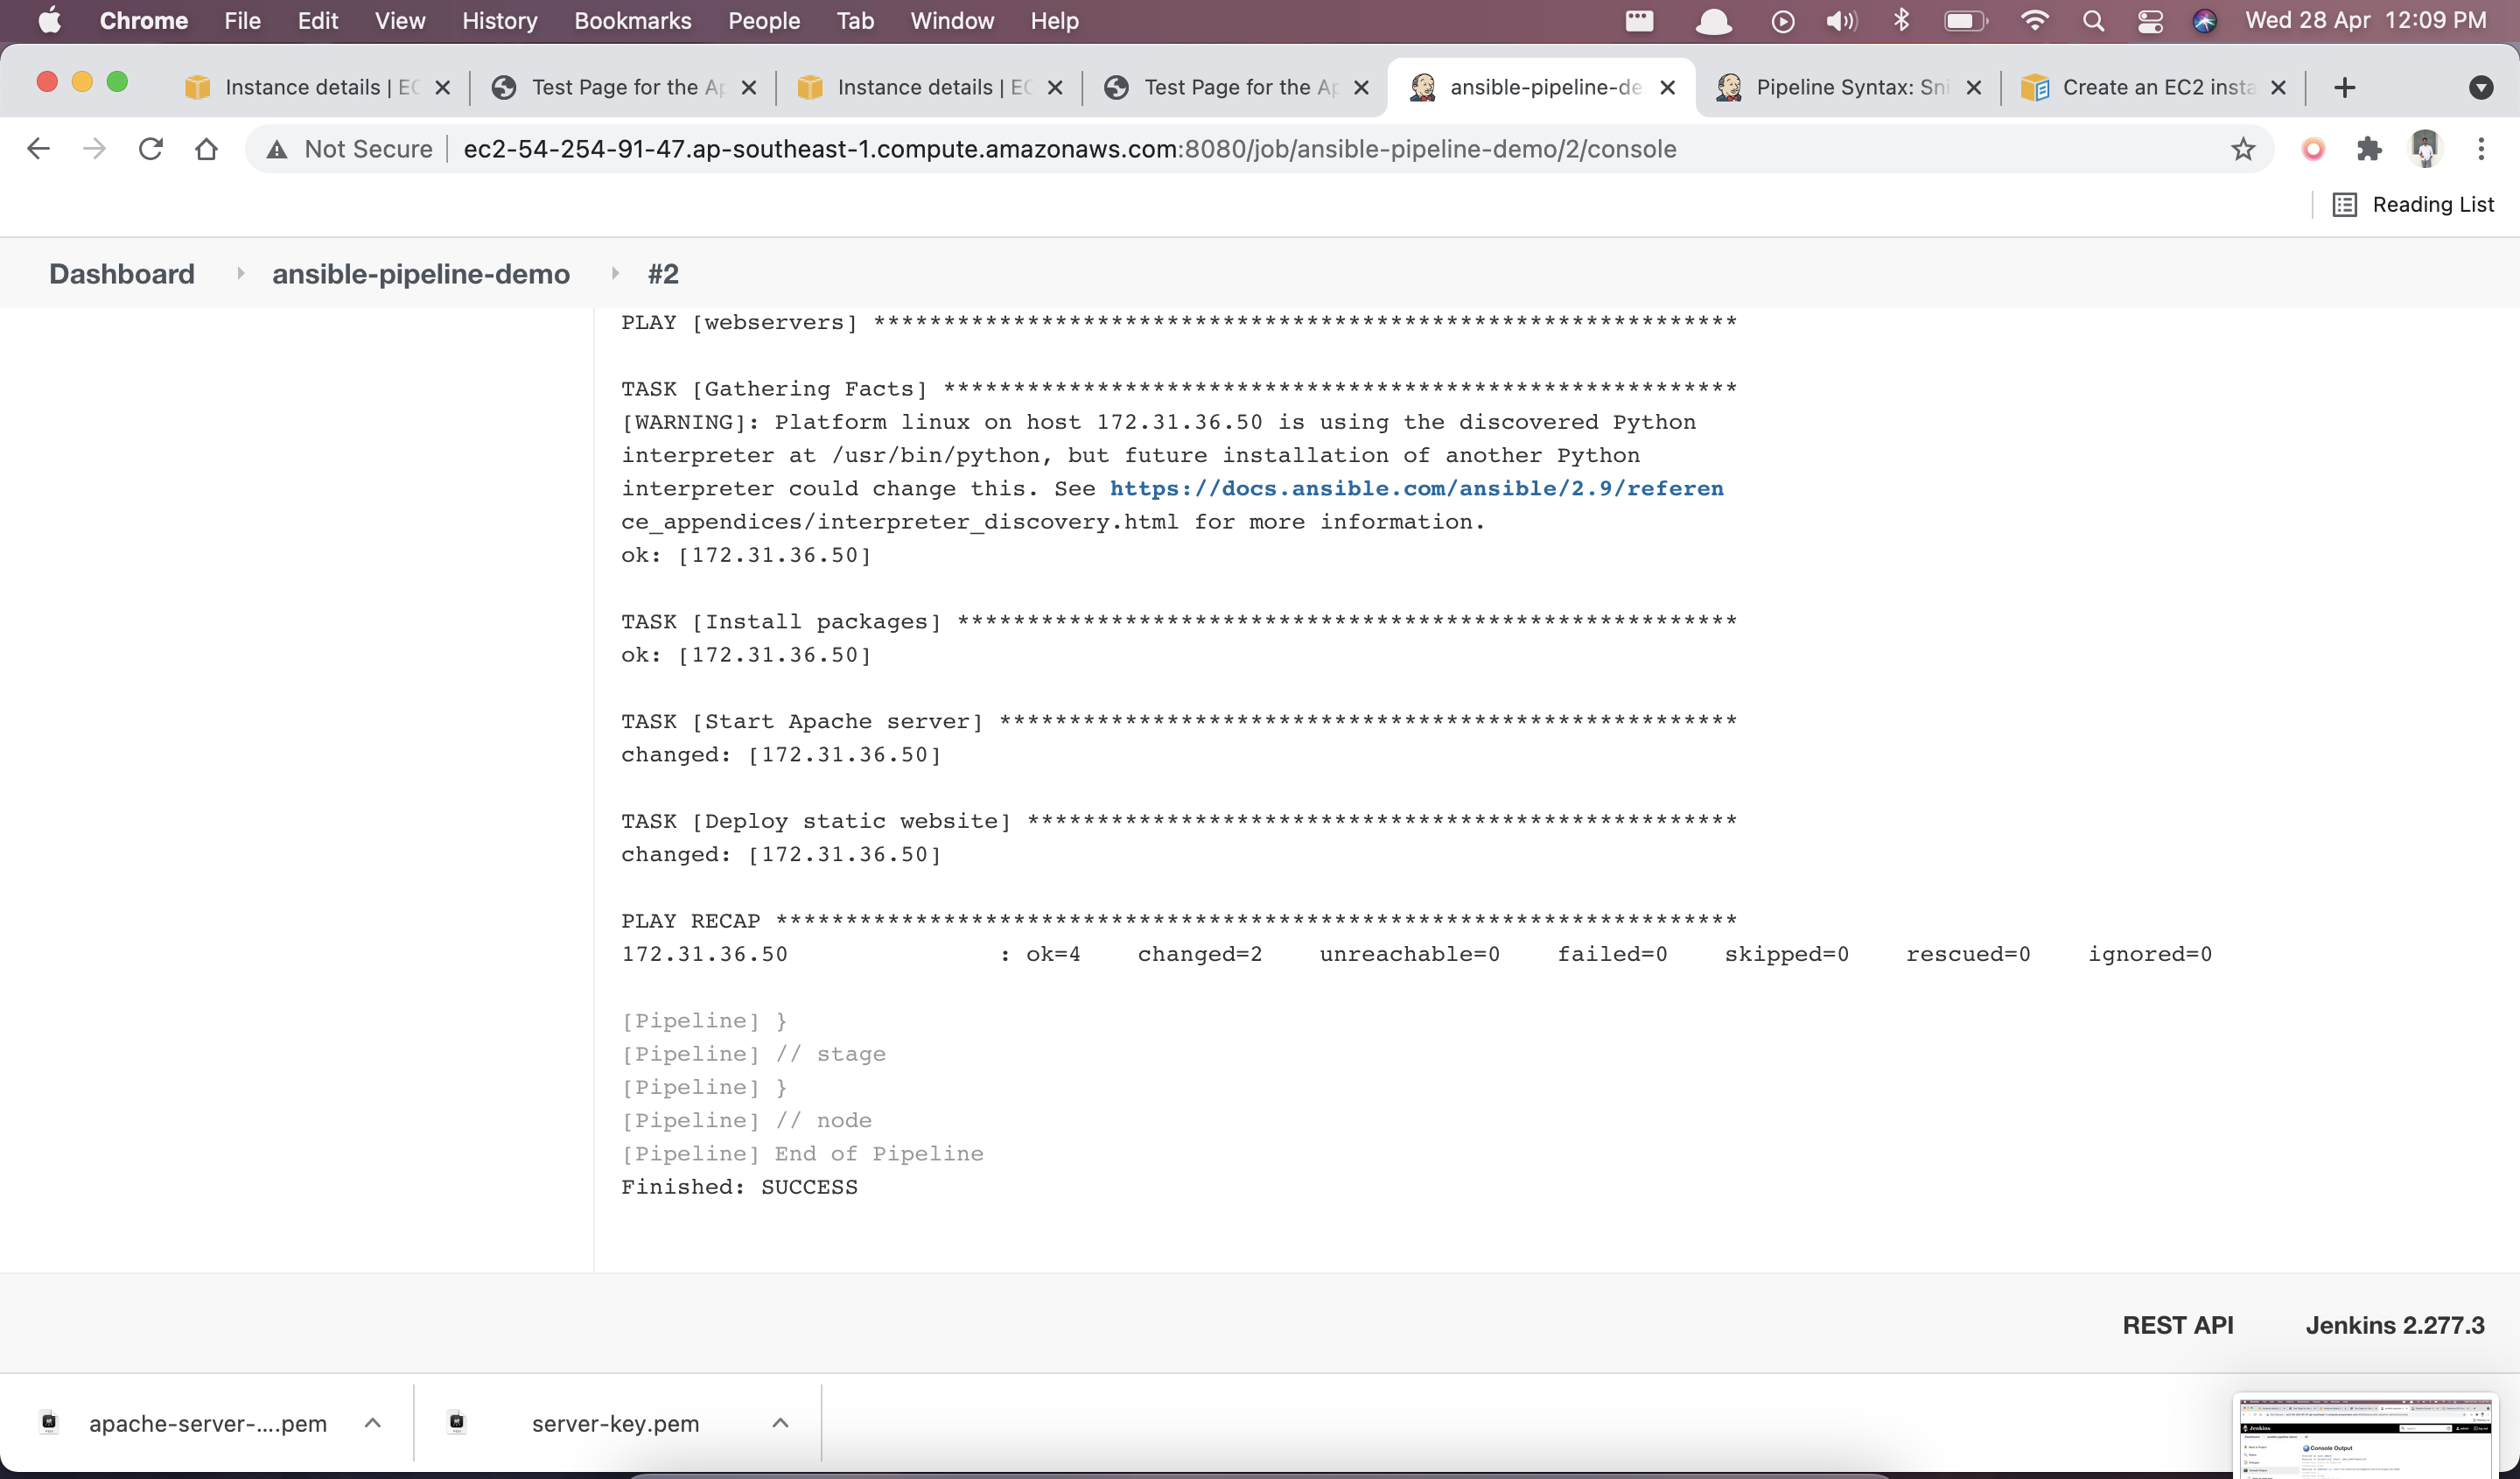 Chrome File Edit View History Bookmarks People Tab Window Help Wed 28 Apr 12:09 PM
Instance details | EC Test Page for the Ap Instance details | EC Test Page for the Ap ansible-pipeline-de Pipeline Syntax: Sni Create an EC2 insta
Not Secure ec2-54-254-91-47.ap-southeast-1.compute.amazonaws.com:8080/job/ansible-pipeline-demo/2/console
Reading List
Dashboard ansible-pipeline-demo #2
PLAY [webservers] **************************************************************
TASK [Gathering Facts] *********************************************************
[WARNING]: Platform linux on host 172.31.36.50 is using the discovered Python
interpreter at /usr/bin/python, but future installation of another Python
interpreter could change this. See https://docs.ansible.com/ansible/2.9/referen
ce_appendices/interpreter_discovery.html for more information.
ok: [172.31.36.50]
TASK [Install packages] ********************************************************
ok: [172.31.36.50]
TASK [Start Apache server] *****************************************************
changed: [172.31.36.50]
TASK [Deploy static website] ***************************************************
changed: [172.31.36.50]
PLAY RECAP *********************************************************************
172.31.36.50 : ok=4 changed=2 unreachable=0 failed=0 skipped=0 rescued=0 ignored=0
[Pipeline] }
[Pipeline] // stage
[Pipeline] }
[Pipeline] // node
[Pipeline] End of Pipeline
Finished: SUCCESS
REST API Jenkins 2.277.3
apache-server-....pem server-key.pem
Jenkins
Console Output